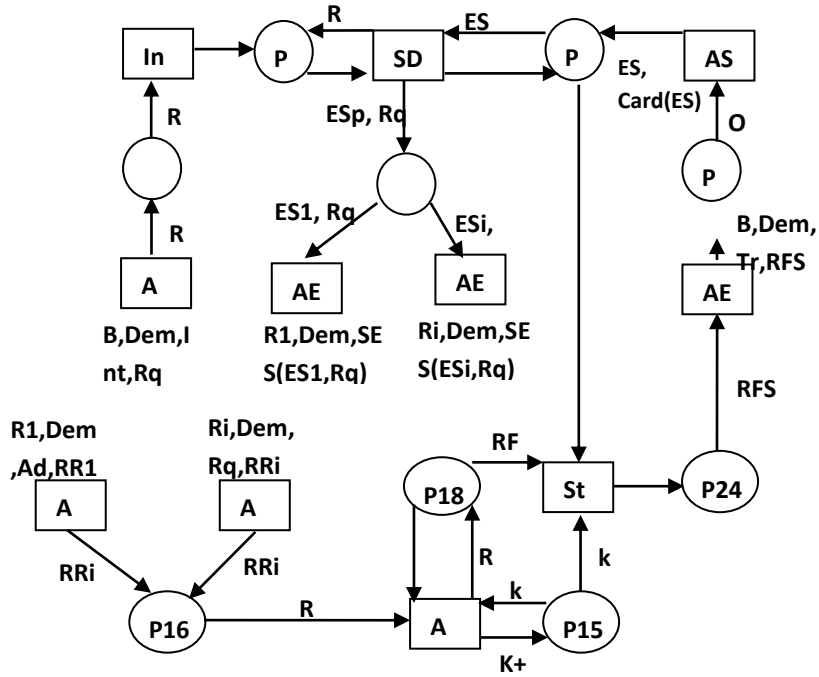 R
ES
In
P
SD
P
AS
ES,
Card(ES)
R
ESp, Rq
O
P
R
ES1, Rq
ESi,
B,Dem,
Tr,RFS
A
AE
AE
AE
B,Dem,I
nt,Rq
R1,Dem,SE
S(ES1,Rq)
Ri,Dem,SE
S(ESi,Rq)
RFS
R1,Dem
,Ad,RR1
Ri,Dem,
Rq,RRi
RF
A
A
P18
St
P24
RRi
RRi
R
k
R
k
P16
A
P15
K+